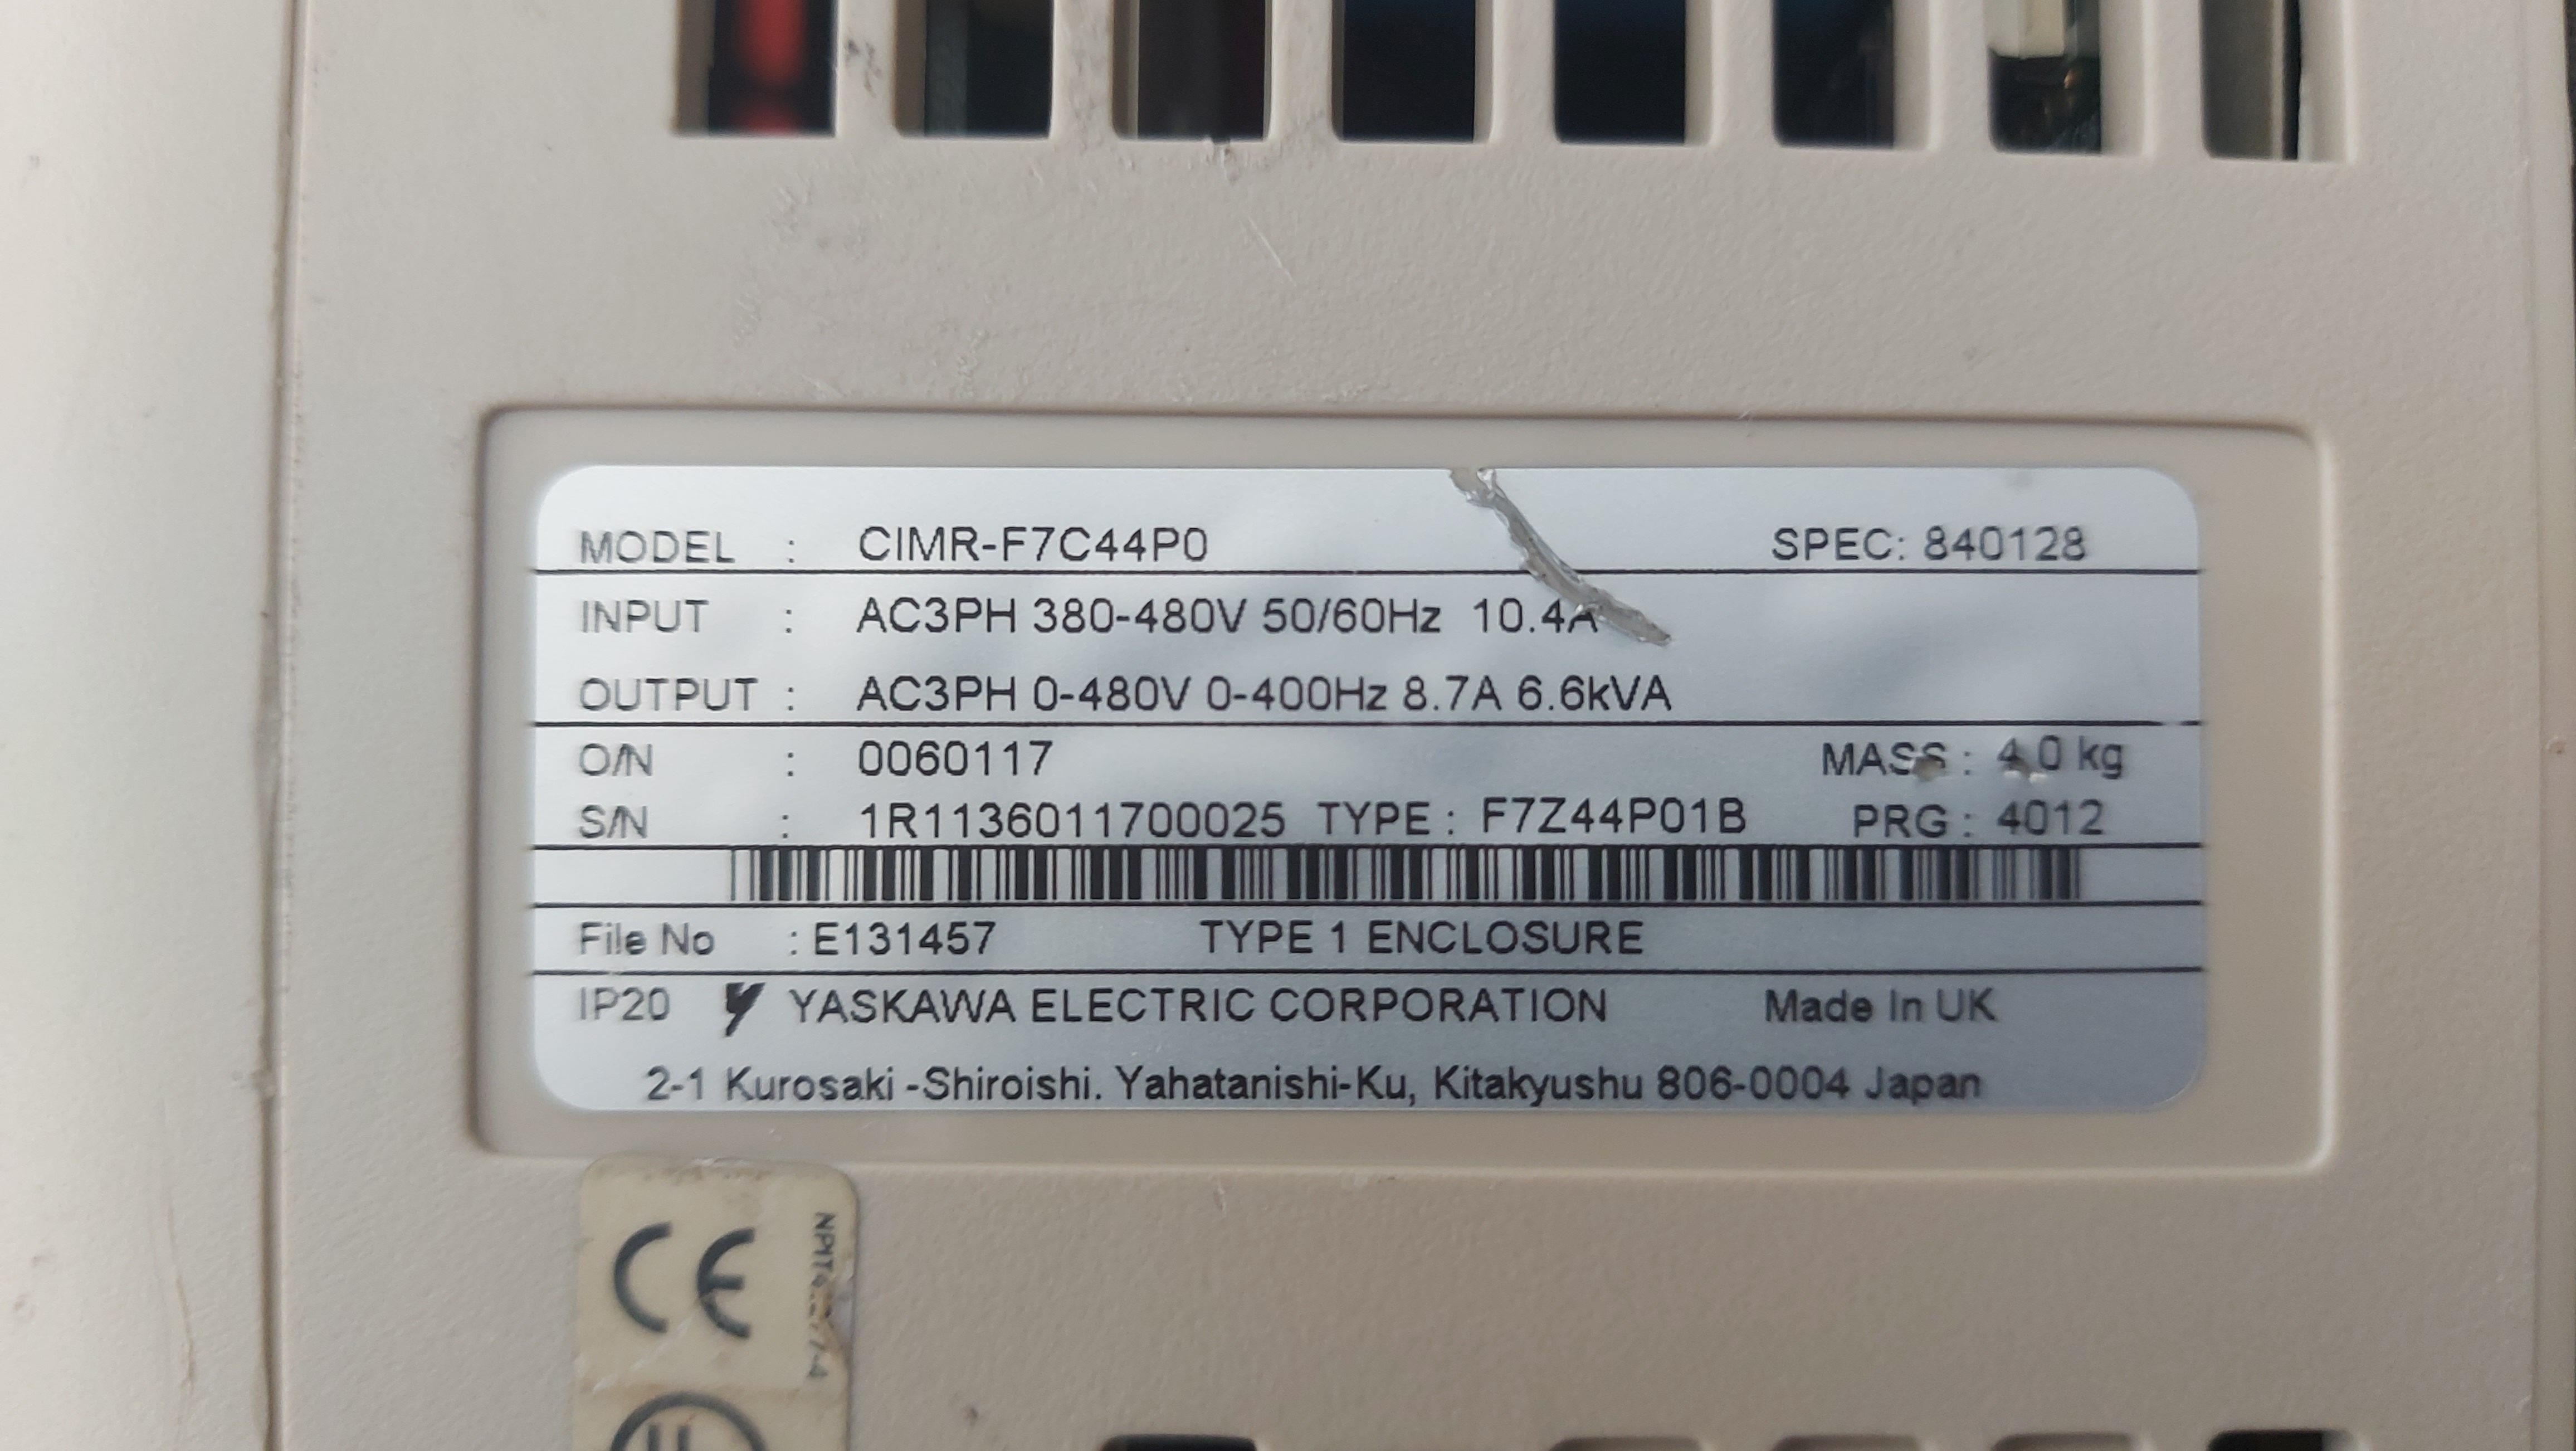 MODEL : CIMR-F7C44P0 SPEC: 840128
INPUT : AC3PH 380-480V 50/60Hz 10.4A
OUTPUT : AC3PH 0-480V 0-400Hz 8.7A 6.6kVA
O/N : 0060117 MASS : 4.0 kg
S/N : 1R1136011700025 TYPE : F7Z44P01B PRG : 4012
File No : E131457 TYPE 1 ENCLOSURE
IP20 YASKAWA ELECTRIC CORPORATION Made In UK
2-1 Kurosaki -Shiroishi. Yahatanishi-Ku, Kitakyushu 806-0004 Japan
CE